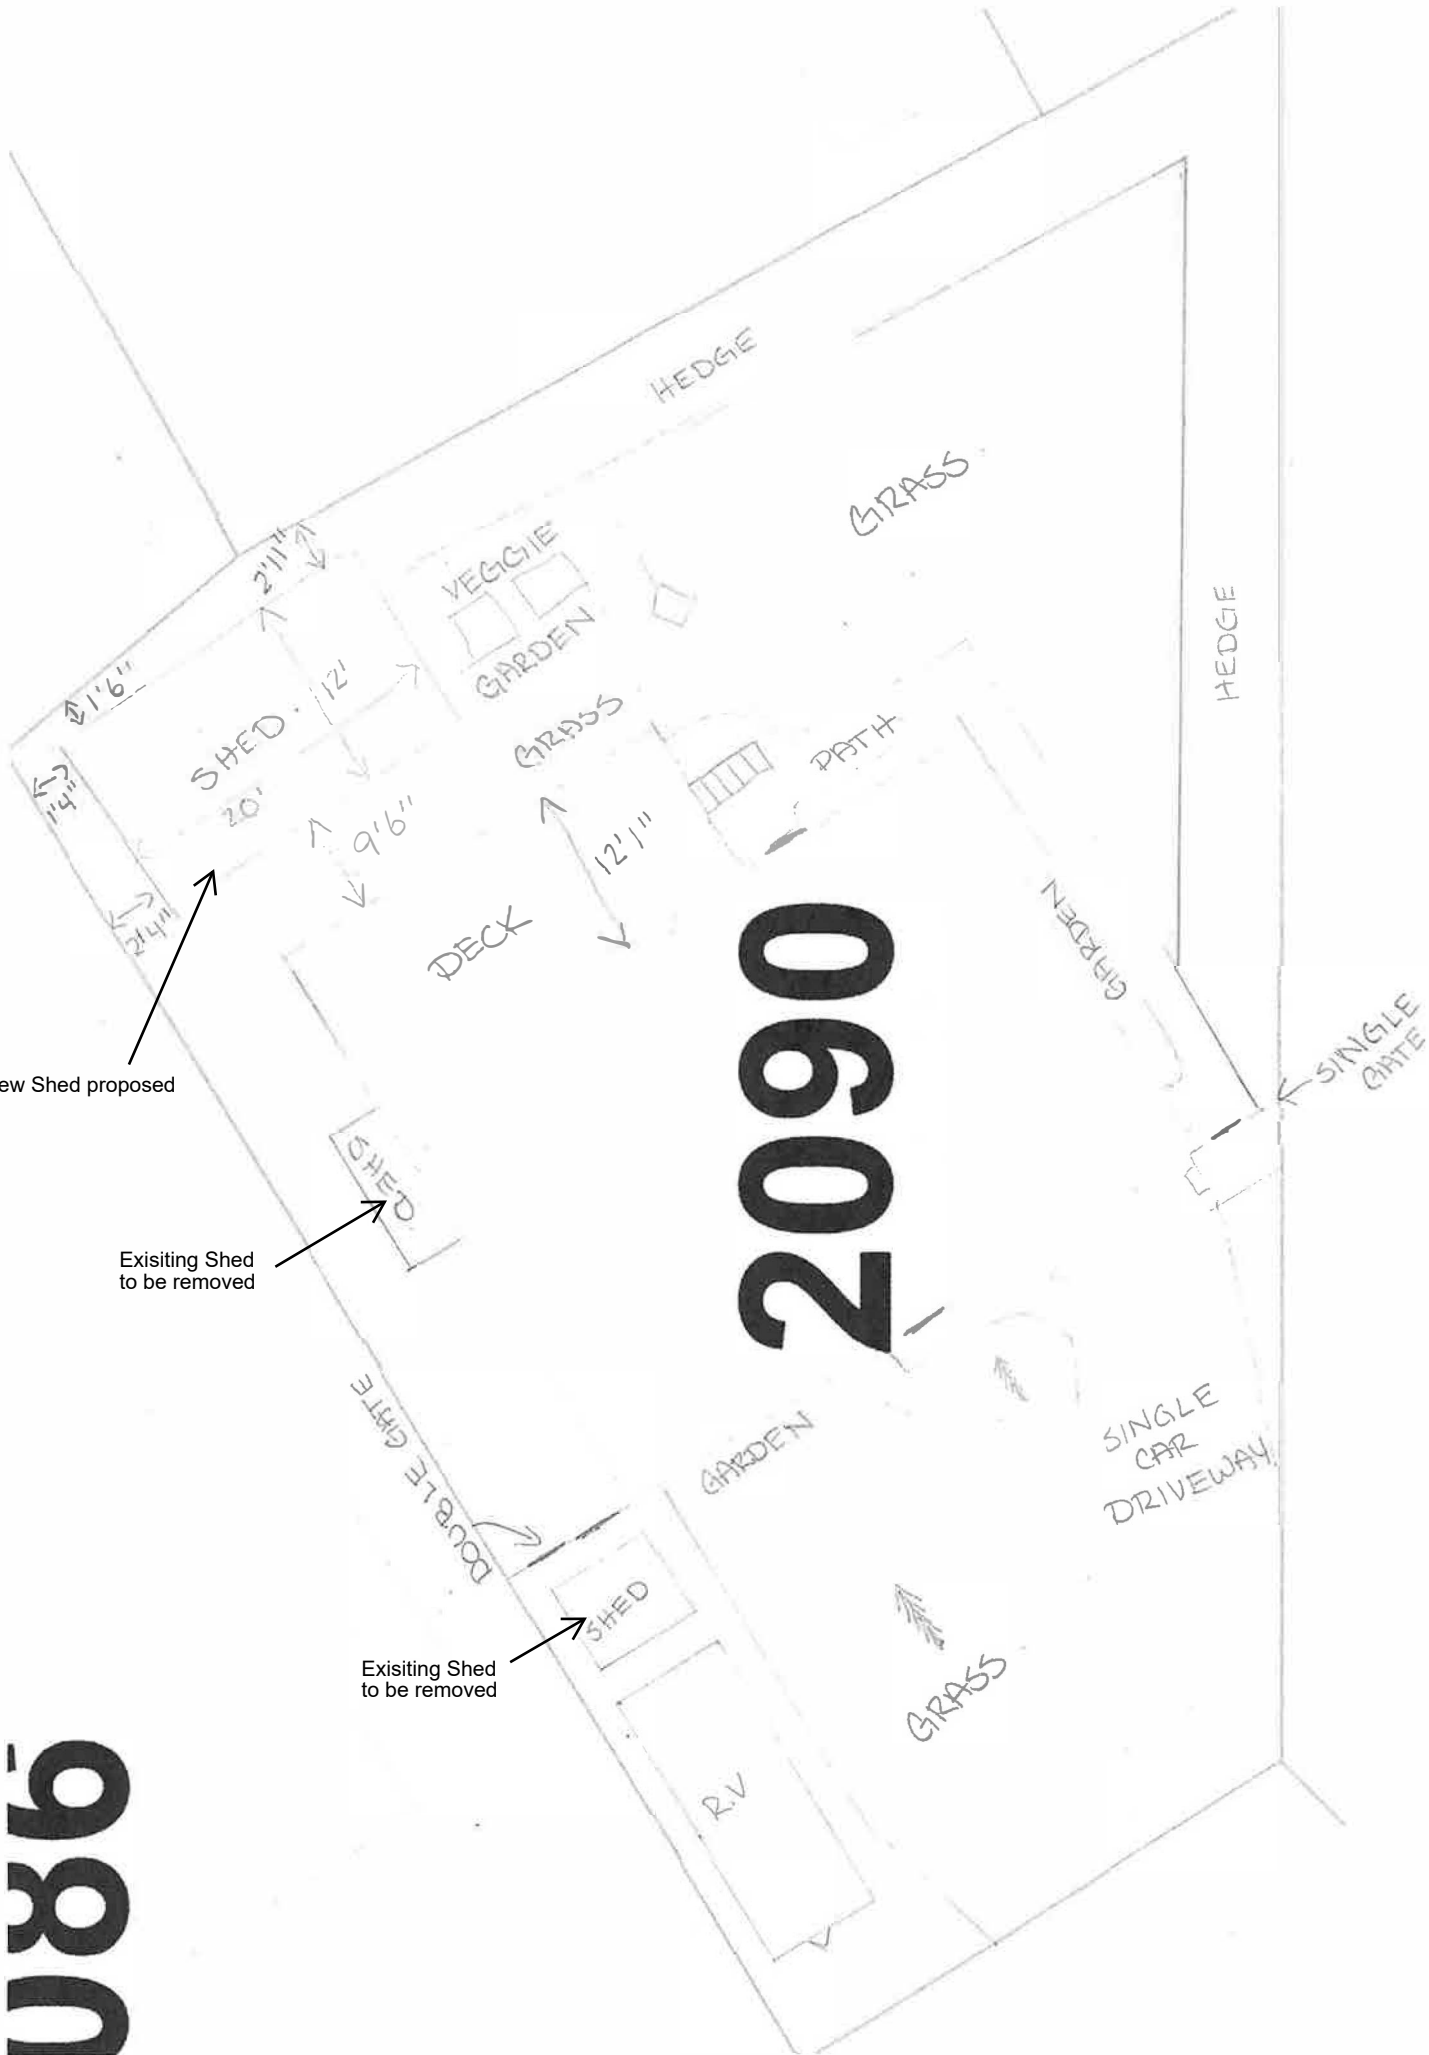 HEDGE
GRASS
2'11"
VEGGIE
GARDEN
HEDGE
1'6"
SHED
12'
GRASS
PATH
1'4"
20'
9'6"
12'1"
2'4"
DECK
GARDEN
2090
SINGLE
GATE
ew Shed proposed
SHED
Exisiting Shed
to be removed
DOUBLE GATE
GARDEN
SINGLE
CAR
DRIVEWAY
SHED
Exisiting Shed
to be removed
GRASS
R.V
086